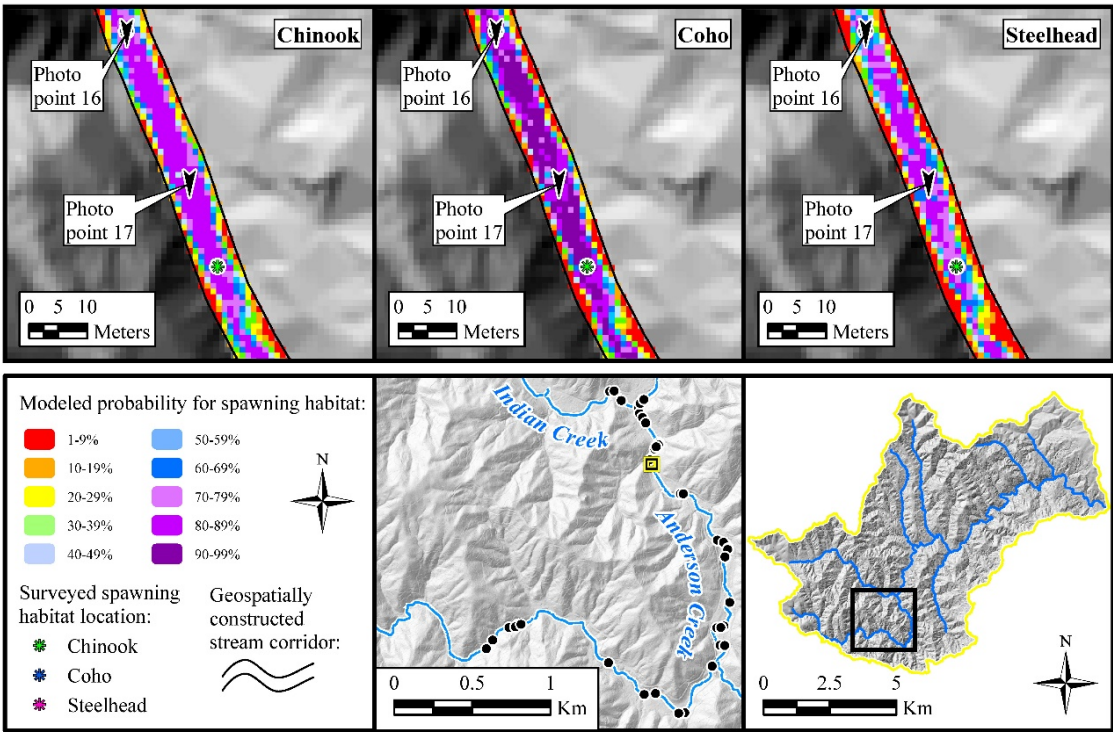 Chinook
Photo
point 16
Photo
point 17
0 5 10
Meters
Coho
Photo
point 16
Photo
point 17
0 5 10
Meters
Steelhead
Photo
point 16
Photo
point 17
0 5 10
Meters
Modeled probability for spawning habitat:
1-9%
10-19%
20-29%
30-39%
40-49%
50-59%
60-69%
70-79%
80-89%
90-99%
N
Surveyed spawning
habitat location:
Chinook
Coho
Steelhead
Geospatially
constructed
stream corridor:
Indian Creek
Anderson Creek
0 0.5 1
Km
N
0 2.5 5
Km